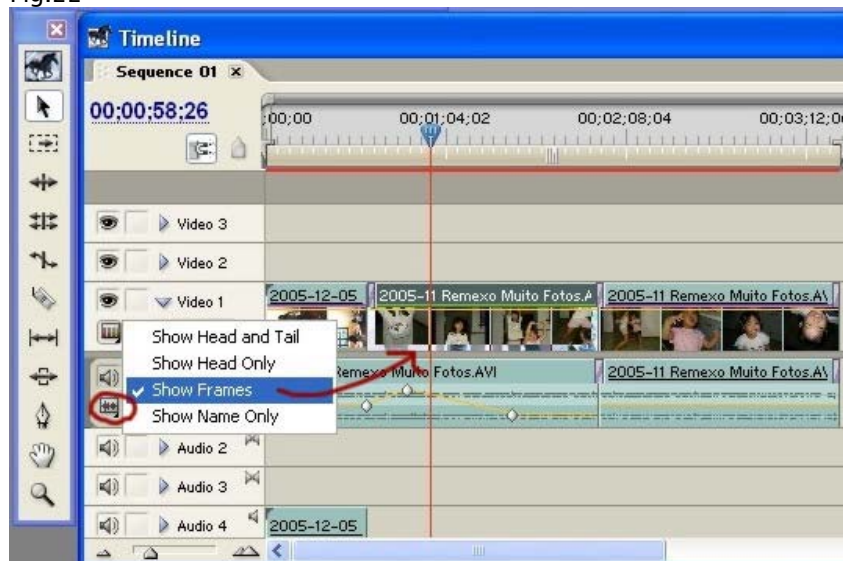 Timeline
Sequence 01
00;00;58;26
;00;00 00;01;04;02 00;02;08;04 00;03;12;0
Video 3
Video 2
Video 1
2005-12-05 2005-11 Remexo Muito Fotos.A 2005-11 Remexo Muito Fotos.A\
Show Head and Tail
Show Head Only
Show Frames
Show Name Only
Remexo Muito Fotos.AVI 2005-11 Remexo Muito Fotos.A\
Audio 2
Audio 3
Audio 4
2005-12-05